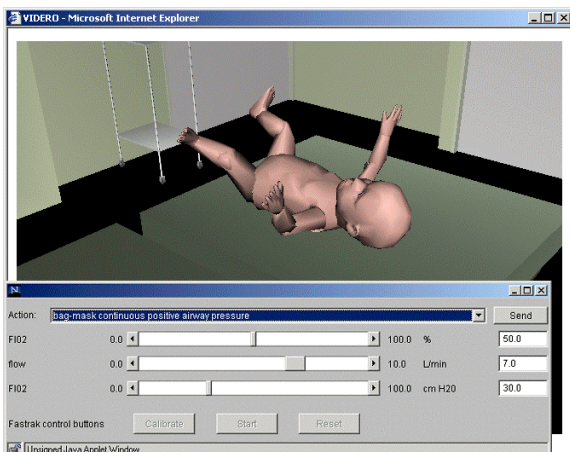 VIDERO - Microsoft Internet Explorer
Action: bag-mask continuous positive airway pressure Send
FI02 0.0 100.0 % 50.0
flow 0.0 10.0 L/min 7.0
FI02 0.0 100.0 cm H20 30.0
Fastrak control buttons Calibrate Start Reset
Unsigned Java Applet Window